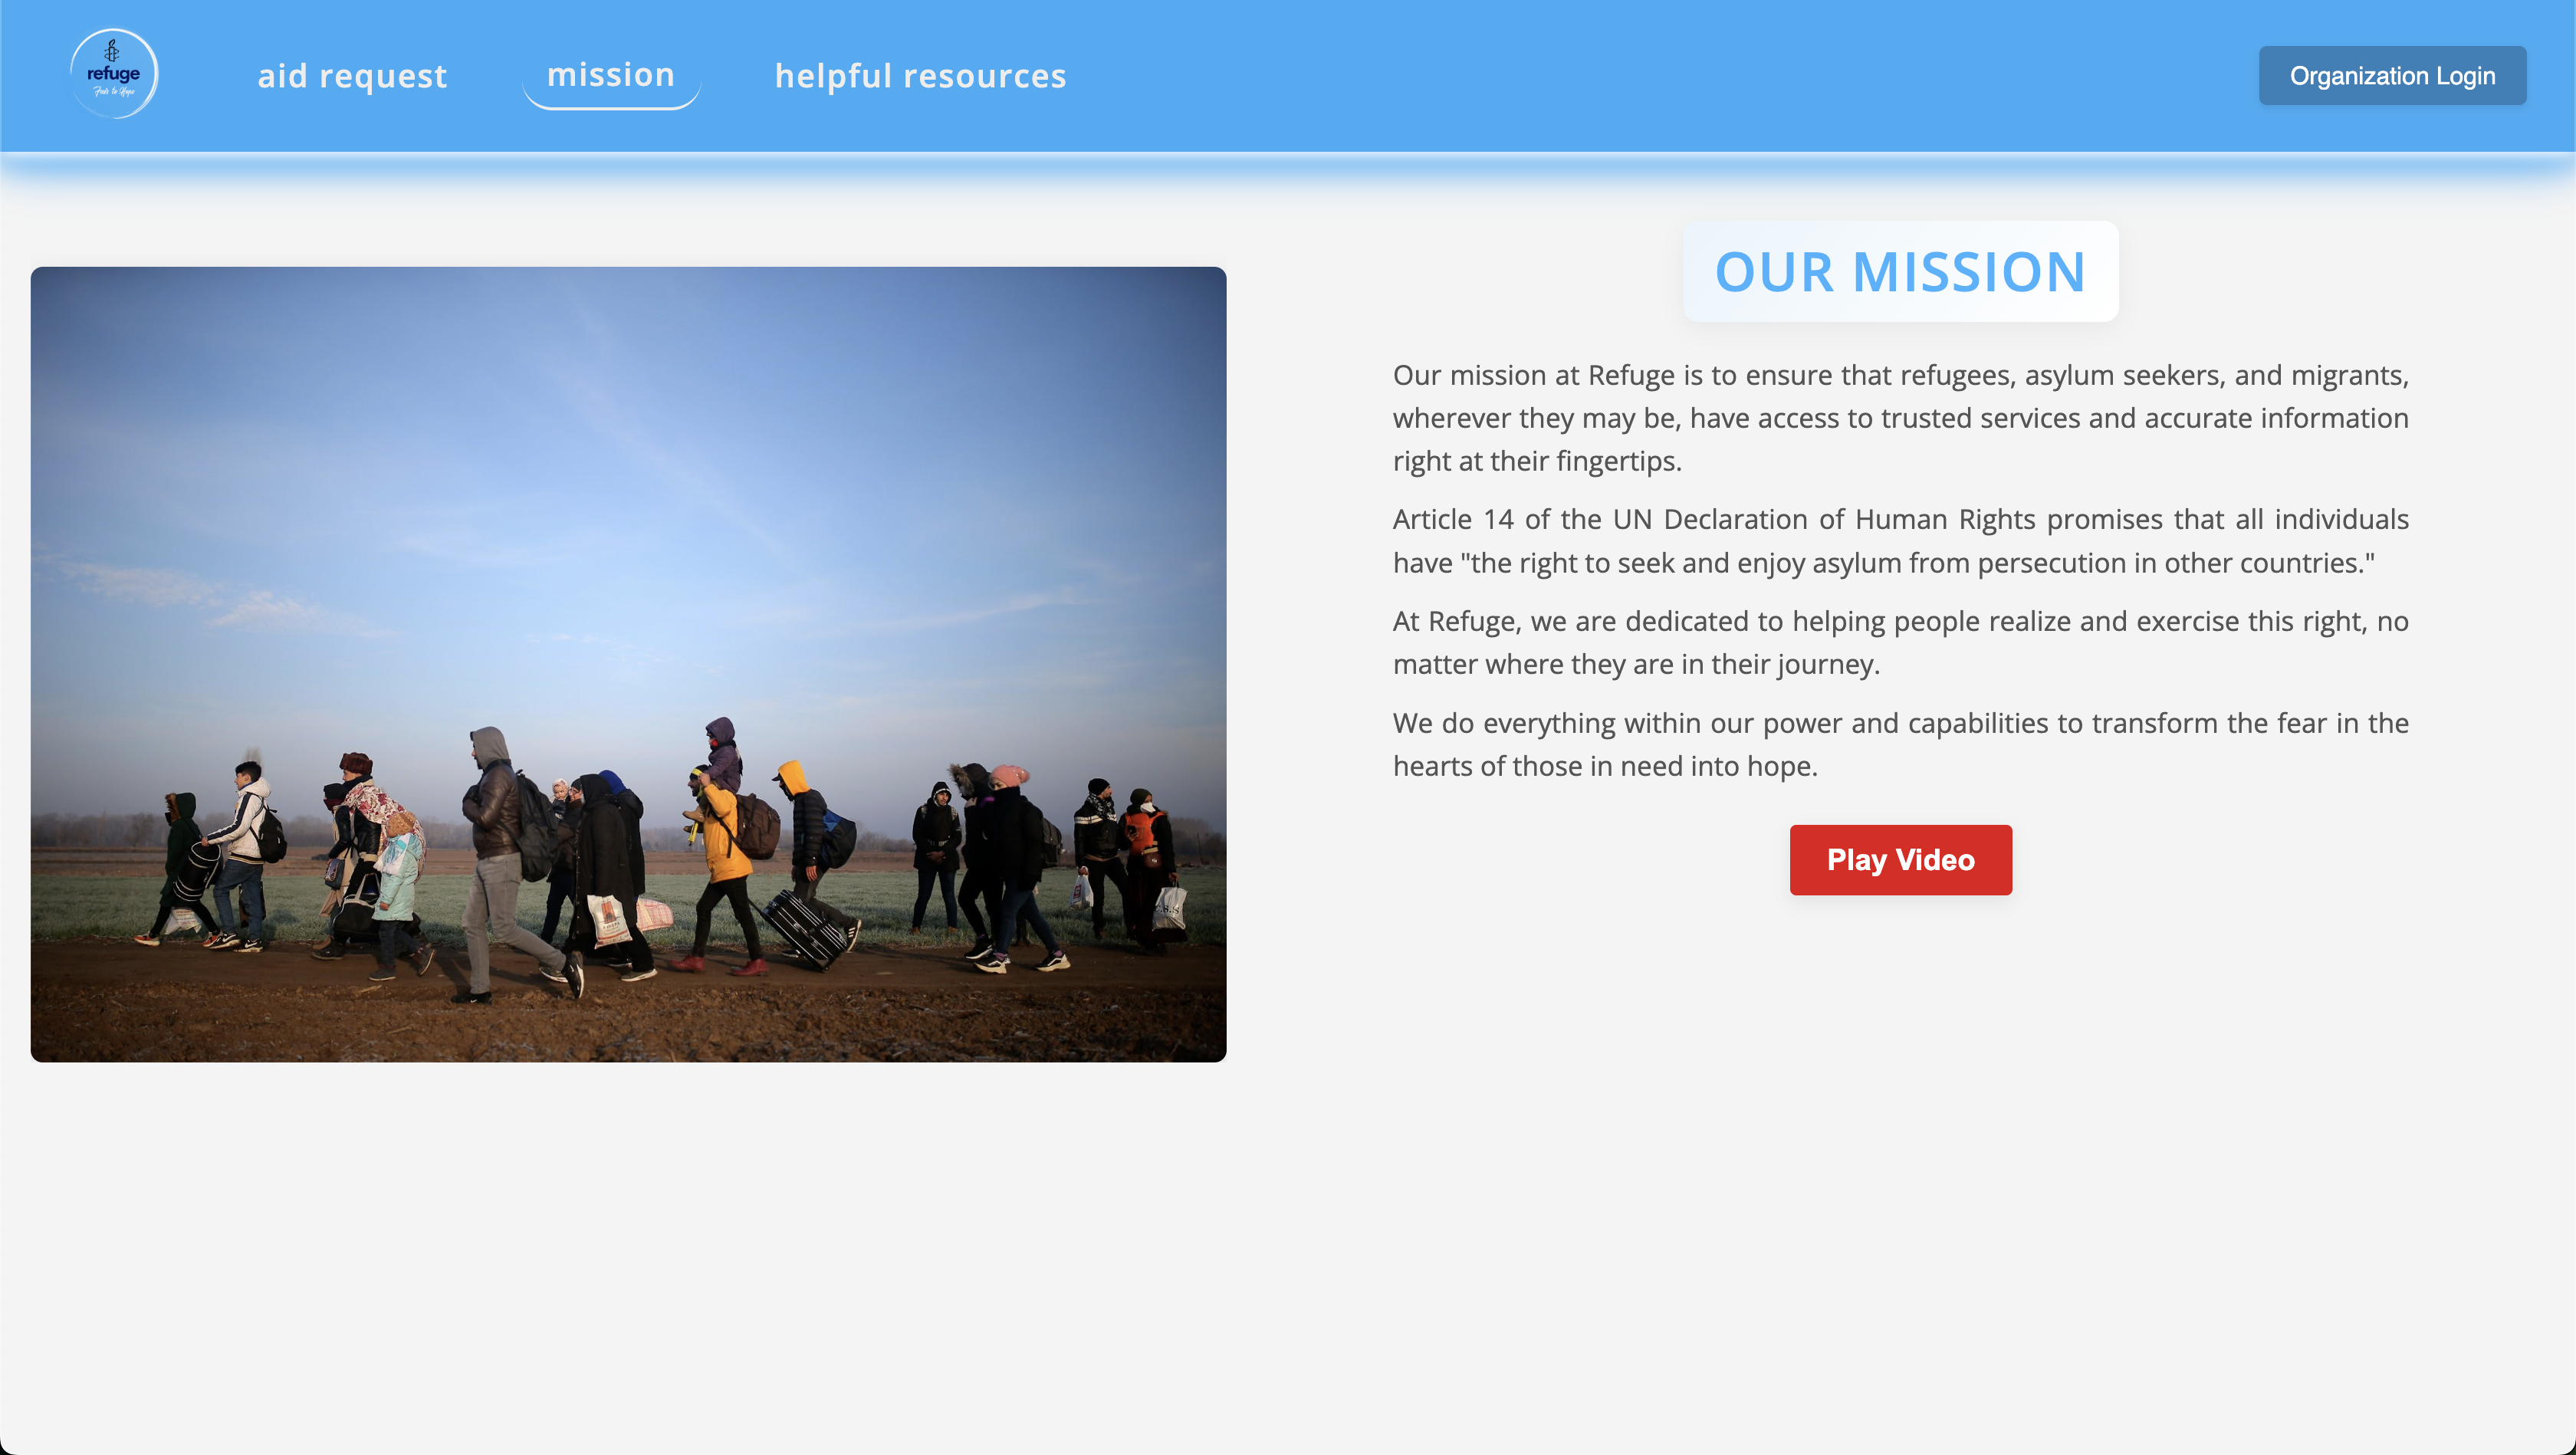 refuge
Fear to Hope
aid request
mission
helpful resources
Organization Login
OUR MISSION
Our mission at Refuge is to ensure that refugees, asylum seekers, and migrants,
wherever they may be, have access to trusted services and accurate information
right at their fingertips.
Article 14 of the UN Declaration of Human Rights promises that all individuals
have "the right to seek and enjoy asylum from persecution in other countries."
At Refuge, we are dedicated to helping people realize and exercise this right, no
matter where they are in their journey.
We do everything within our power and capabilities to transform the fear in the
hearts of those in need into hope.
Play Video